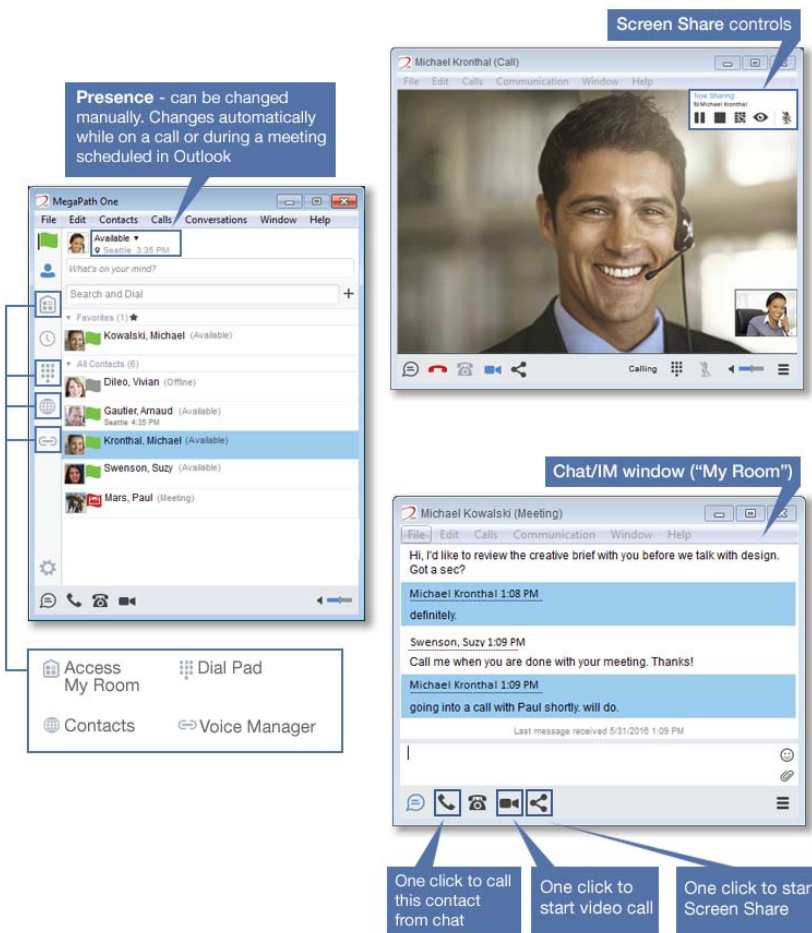 Screen Share controls
Michael Kronthal (Call)
File Edit Calls Communication Window Help
Now Sharing
To Michael Kronthal
Calling
Presence - can be changed
manually. Changes automatically
while on a call or during a meeting
scheduled in Outlook
MegaPath One
File Edit Contacts Calls Conversations Window Help
Available
Seattle 3:35 PM
What's on your mind?
Search and Dial
Favorites (1)
Kowalski, Michael (Available)
All Contacts (6)
Dileo, Vivian (Offline)
Gautier, Arnaud (Available)
Seattle 4:35 PM
Kronthal, Michael (Available)
Swenson, Suzy (Available)
Mars, Paul (Meeting)
Access
My Room
Dial Pad
Contacts
Voice Manager
Chat/IM window ("My Room")
Michael Kowalski (Meeting)
File Edit Calls Communication Window Help
Hi, I'd like to review the creative brief with you before we talk with design.
Got a sec?
Michael Kronthal 1:08 PM
definitely.
Swenson, Suzy 1:09 PM
Call me when you are done with your meeting. Thanks!
Michael Kronthal 1:09 PM
going into a call with Paul shortly. will do.
Last message received 5/31/2016 1:09 PM
One click to call
this contact
from chat
One click to
start video call
One click to star
Screen Share